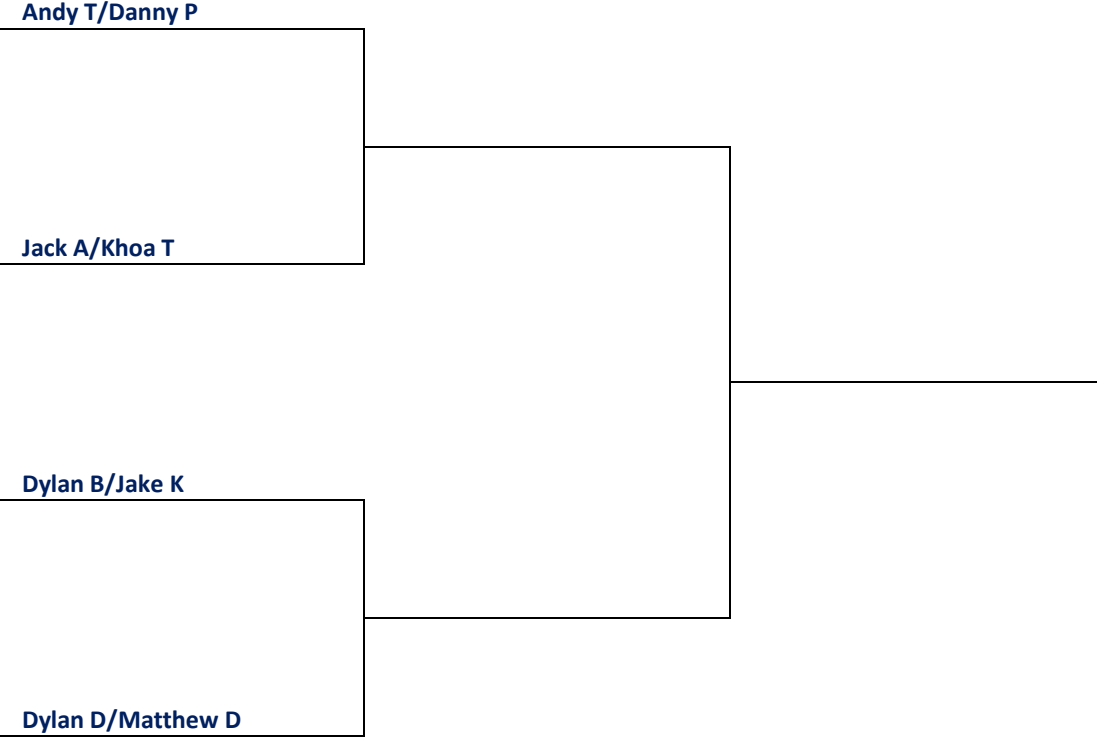 Andy T/Danny P
Jack A/Khoa T
Dylan B/Jake K
Dylan D/Matthew D